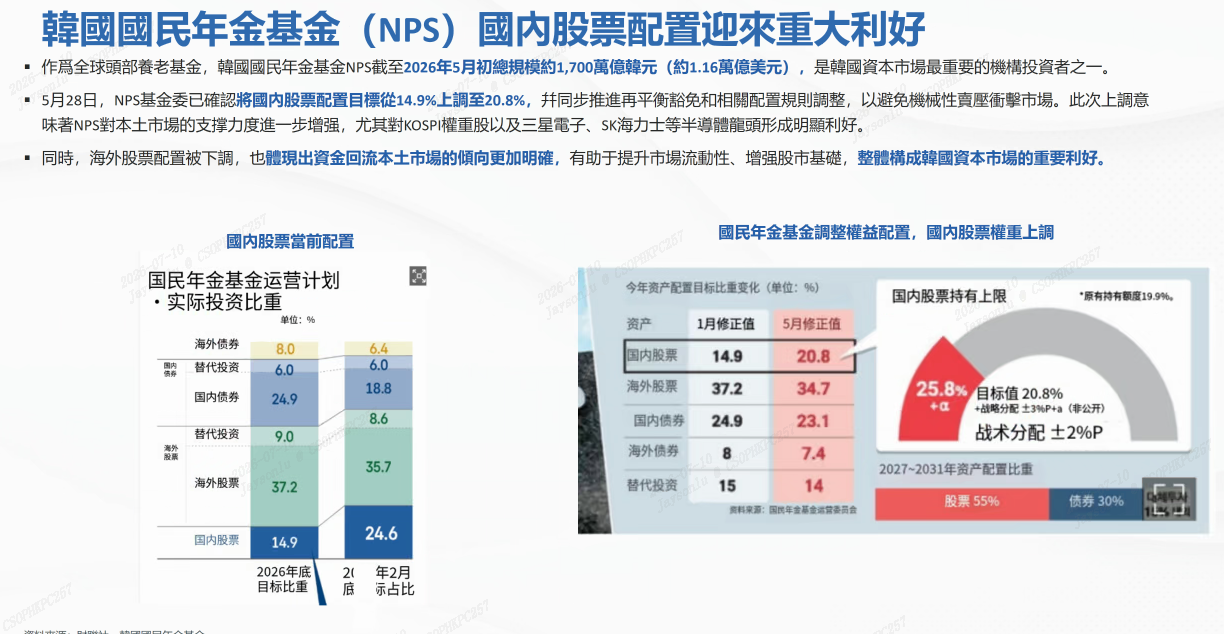 韓國國民年金基金（NPS）國内股票配置迎來重大利好
▪ 作爲全球頭部養老基金，韓國國民年金基金NPS截至2026年5月初總規模約1,700萬億韓元（約1.16萬億美元），是韓國資本市場最重要的機構投資者之一。
▪ 5月28日，NPS基金委已確認將國内股票配置目標從14.9%上調至20.8%，幷同步推進再平衡豁免和相關配置規則調整，以避免機械性賣壓衝擊市場。此次上調意
味著NPS對本土市場的支撑力度進一步增强，尤其對KOSPI權重股以及三星電子、SK海力士等半導體龍頭形成明顯利好。
▪ 同時，海外股票配置被下調，也體現出資金回流本土市場的傾向更加明確，有助于提升市場流動性、增强股市基礎，整體構成韓國資本市場的重要利好。
國内股票當前配置
国民年金基金运营计划
・实际投资比重
单位：%
海外债券 8.0 6.4
国内债券
替代投资 6.0 6.0
国内债券 24.9 18.8
替代投资 9.0 8.6
海外股票
海外股票 37.2 35.7
国内股票 14.9 24.6
2026年底 20 年2月
目标比重 底 际占比
國民年金基金調整權益配置，國内股票權重上調
今年资产配置目标比重变化（单位：%）
资产 1月修正值 5月修正值
国内股票 14.9 20.8
海外股票 37.2 34.7
国内债券 24.9 23.1
海外债券 8 7.4
替代投资 15 14
资料来源：国民年金基金运营委员会
国内股票持有上限
*原有持有额度19.9%。
25.8%
+α
目标值 20.8%
+战略分配 ±3%P+a（非公开）
战术分配 ±2%P
2027~2031年资产配置比重
股票 55% 债券 30%